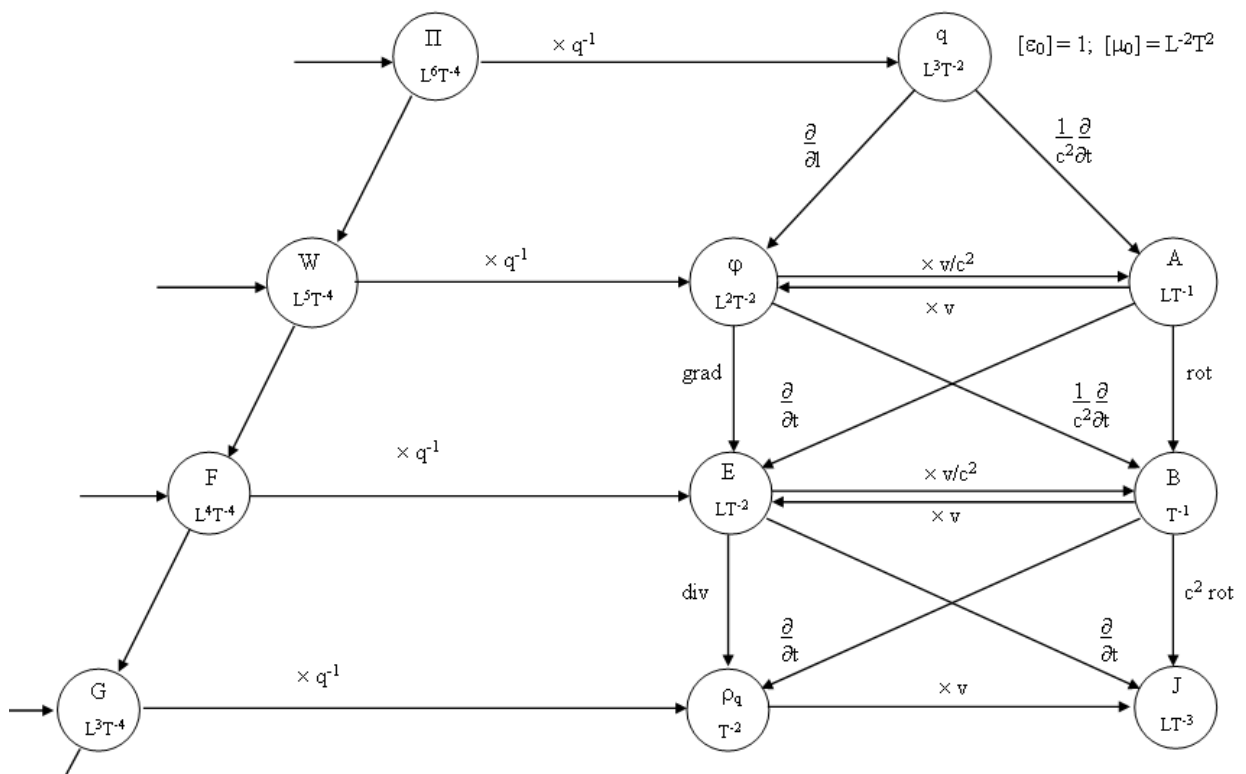 Π
L⁶T⁻⁴
× q⁻¹
q
L³T⁻²
[ε₀] = 1; [μ₀] = L⁻²T²
∂
∂l
1 ∂
c² ∂t
W
L⁵T⁻⁴
× q⁻¹
φ
L²T⁻²
× v/c²
× v
A
LT⁻¹
grad
∂
∂t
1 ∂
c² ∂t
rot
F
L⁴T⁻⁴
× q⁻¹
E
LT⁻²
× v/c²
× v
B
T⁻¹
div
∂
∂t
∂
∂t
c² rot
G
L³T⁻⁴
× q⁻¹
ρq
T⁻²
× v
J
LT⁻³